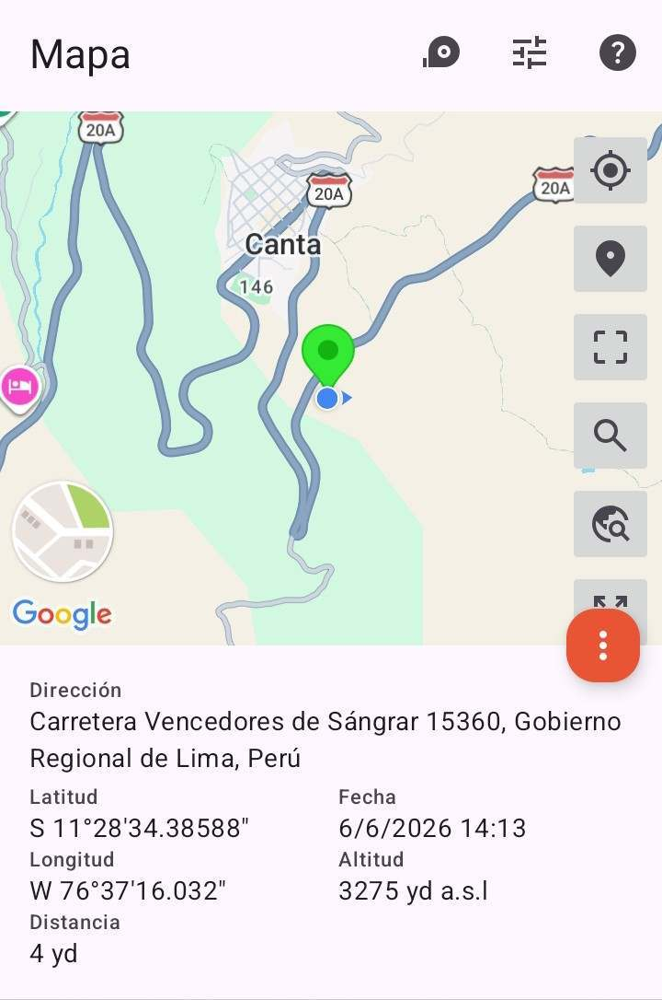 Mapa
20A
20A
20A
Canta
146
Google
Dirección
Carretera Vencedores de Sángrar 15360, Gobierno
Regional de Lima, Perú
Latitud
Fecha
S 11°28'34.38588"
6/6/2026 14:13
Longitud
Altitud
W 76°37'16.032"
3275 yd a.s.l
Distancia
4 yd